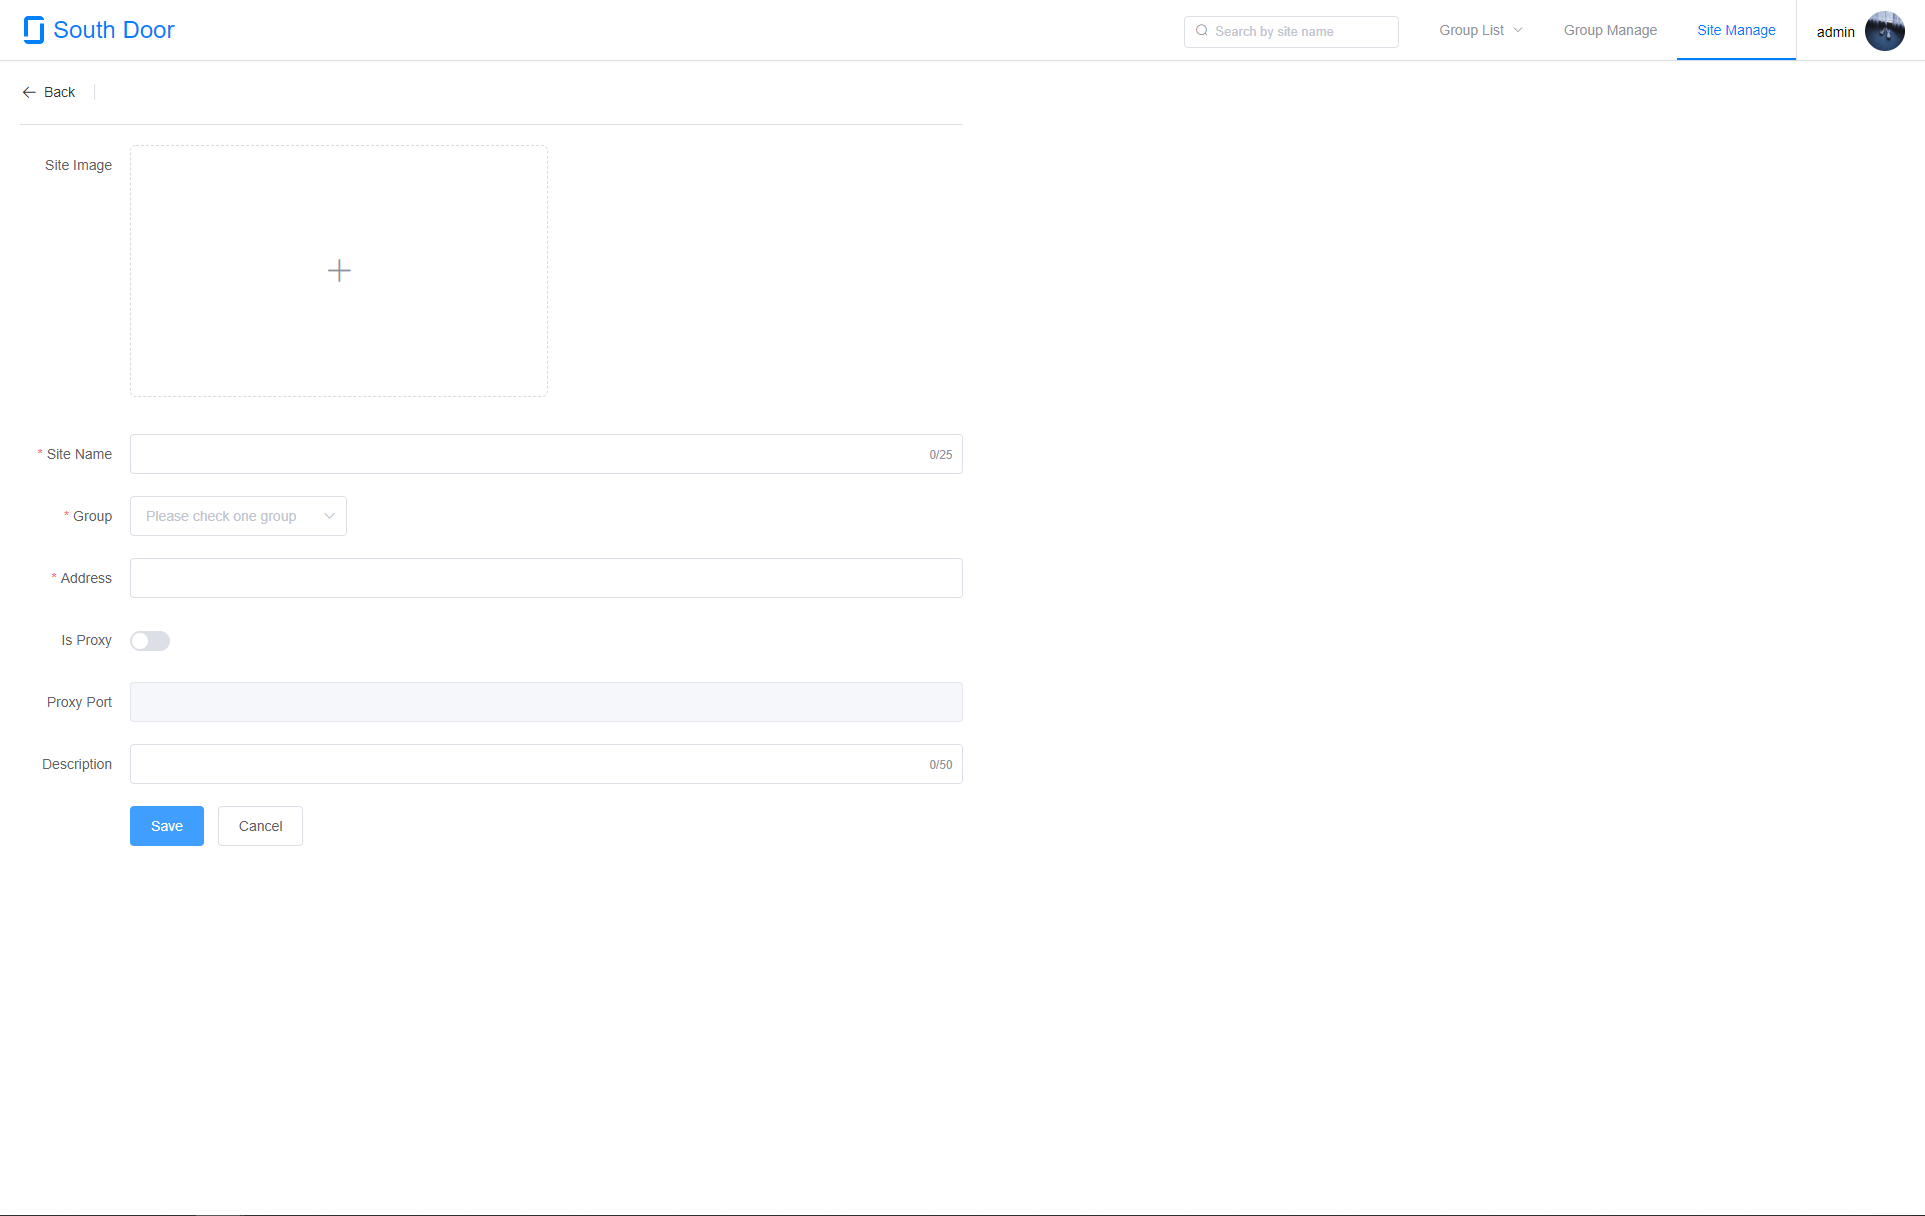 South Door
Search by site name
Group List
Group Manage
Site Manage
admin
Back
Site Image
* Site Name
0/25
* Group
Please check one group
* Address
Is Proxy
Proxy Port
Description
0/50
Save
Cancel